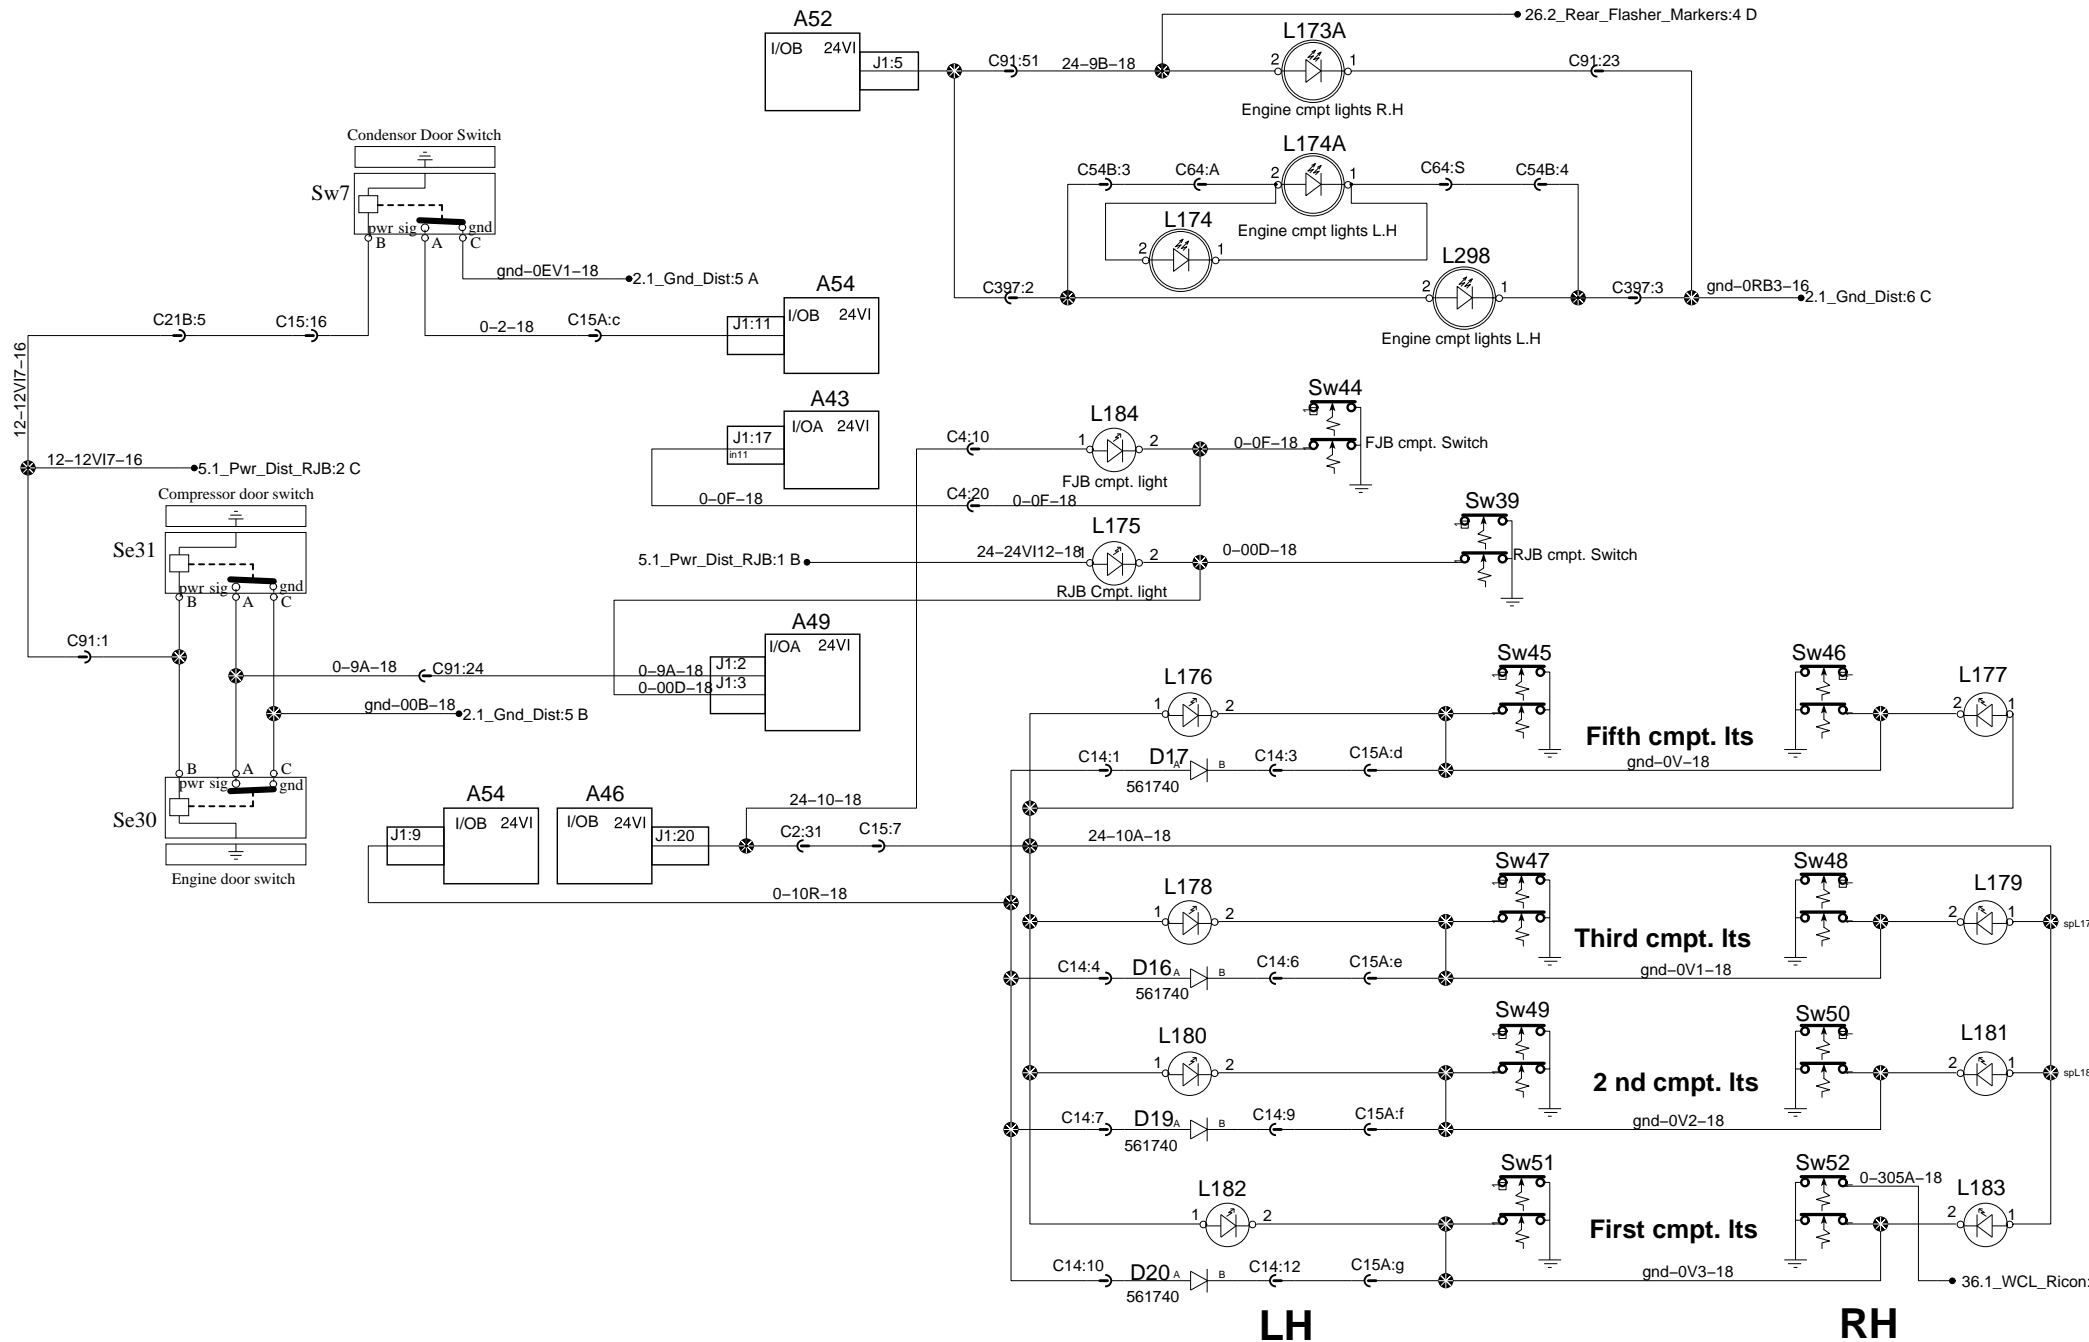 A52
26.2_Rear_Flasher_Markers:4 D
I/OB 24VI
J1:5
C91:51
24-9B-18
L173A
2 1
C91:23
Engine cmpt lights R.H
Condensor Door Switch
Sw7
pwr sig gnd
B A C
gnd-0EV1-18
2.1_Gnd_Dist:5 A
C54B:3
C64:A
L174A
2 1
C64:S
C54B:4
L174
2 1
Engine cmpt lights L.H
L298
2 1
C397:2
C397:3
gnd-0RB3-16
2.1_Gnd_Dist:6 C
Engine cmpt lights L.H
C21B:5
C15:16
0-2-18
C15A:c
A54
I/OB 24VI
J1:11
12-12VI7-16
12-12VI7-16
5.1_Pwr_Dist_RJB:2 C
A43
I/OA 24VI
J1:17
in11
0-0F-18
C4:20
0-0F-18
C4:10
L184
1 2
FJB cmpt. light
0-0F-18
Sw44
FJB cmpt. Switch
5.1_Pwr_Dist_RJB:1 B
24-24VI12-18
L175
1 2
RJB Cmpt. light
0-00D-18
Sw39
RJB cmpt. Switch
Compressor door switch
Se31
pwr sig gnd
B A C
C91:1
0-9A-18
C91:24
0-9A-18
0-00D-18
A49
I/OA 24VI
J1:2
J1:3
gnd-00B-18
2.1_Gnd_Dist:5 B
B A C
pwr sig gnd
Se30
Engine door switch
A54
I/OB 24VI
J1:9
A46
I/OB 24VI
J1:20
24-10-18
C2:31
C15:7
24-10A-18
0-10R-18
L176
1 2
Sw45
Sw46
L177
2 1
Fifth cmpt. lts
C14:1
D17
A B
561740
C14:3
C15A:d
gnd-0V-18
L178
1 2
Sw47
Sw48
L179
2 1
spL17
Third cmpt. lts
C14:4
D16
A B
561740
C14:6
C15A:e
gnd-0V1-18
L180
1 2
Sw49
Sw50
L181
2 1
spL18
2 nd cmpt. lts
C14:7
D19
A B
561740
C14:9
C15A:f
gnd-0V2-18
L182
1 2
Sw51
Sw52
0-305A-18
L183
2 1
First cmpt. lts
C14:10
D20
A B
561740
C14:12
C15A:g
gnd-0V3-18
36.1_WCL_Ricon:
LH
RH